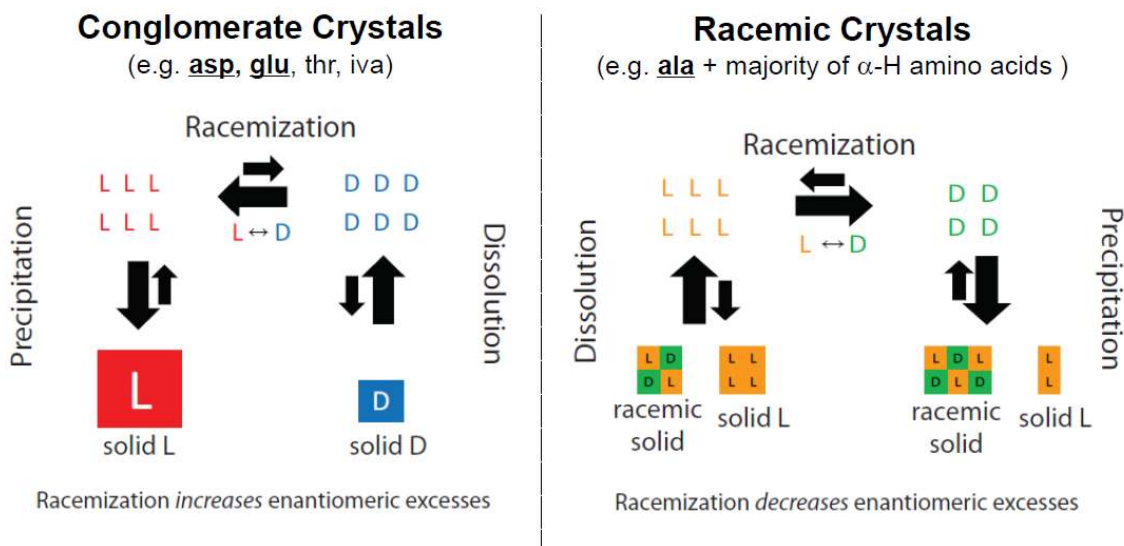 Conglomerate Crystals
(e.g. asp, glu, thr, iva)
Racemization
L L L
D D D
L L L
D D D
L ↔ D
Precipitation
Dissolution
L
D
solid L
solid D
Racemization increases enantiomeric excesses
Racemic Crystals
(e.g. ala + majority of α-H amino acids )
Racemization
L L L
D D
L L L
D D
L ↔ D
Dissolution
Precipitation
L D
L L
L D L
L
D L
L L
D L D
L
racemic
solid
solid L
racemic
solid
solid L
Racemization decreases enantiomeric excesses